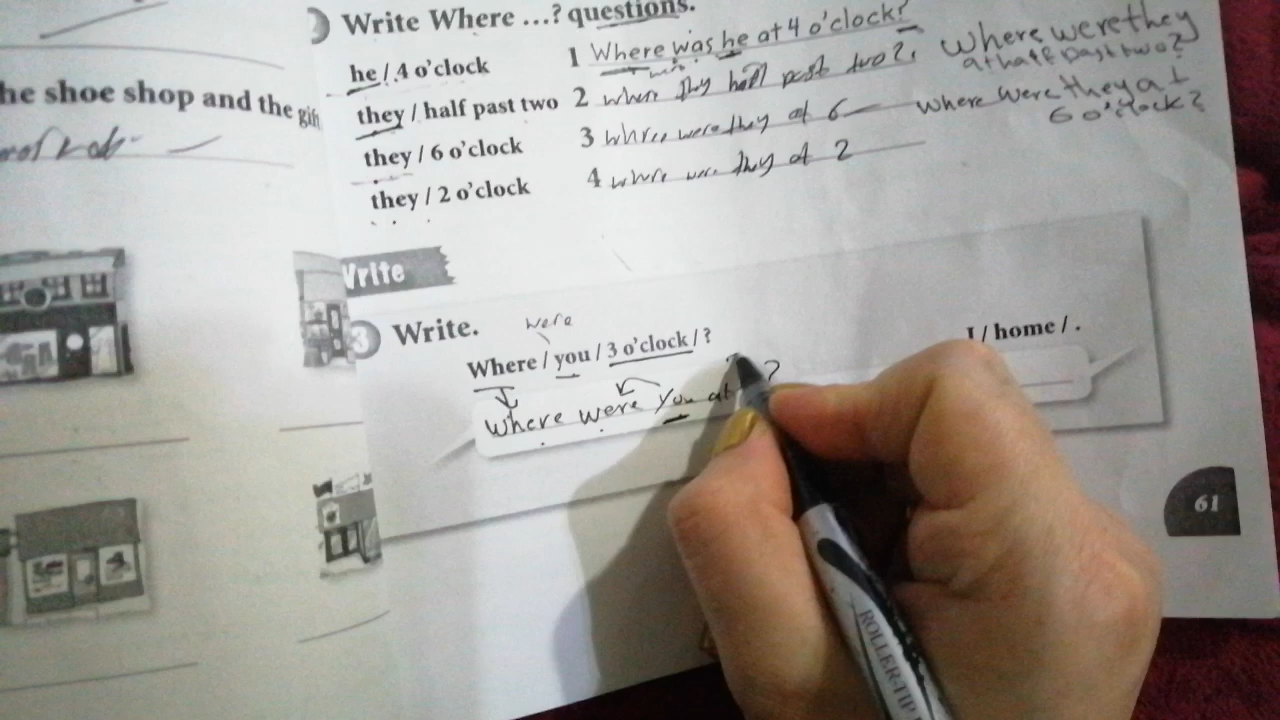 Write Where ...? questions.
he / 4 o'clock
1 Where was he at 4 o'clock?
they / half past two
2 where they half past two?
Where were they
at half past two?
they / 6 o'clock
3 were they at 6
where were they at
6 o'clock?
they / 2 o'clock
4 were they at 2
he shoe shop and the gift
Write
3 Write.
were
Where / you / 3 o'clock / ?
Where were you at ?
I / home / .
61
ROLLER-TIP